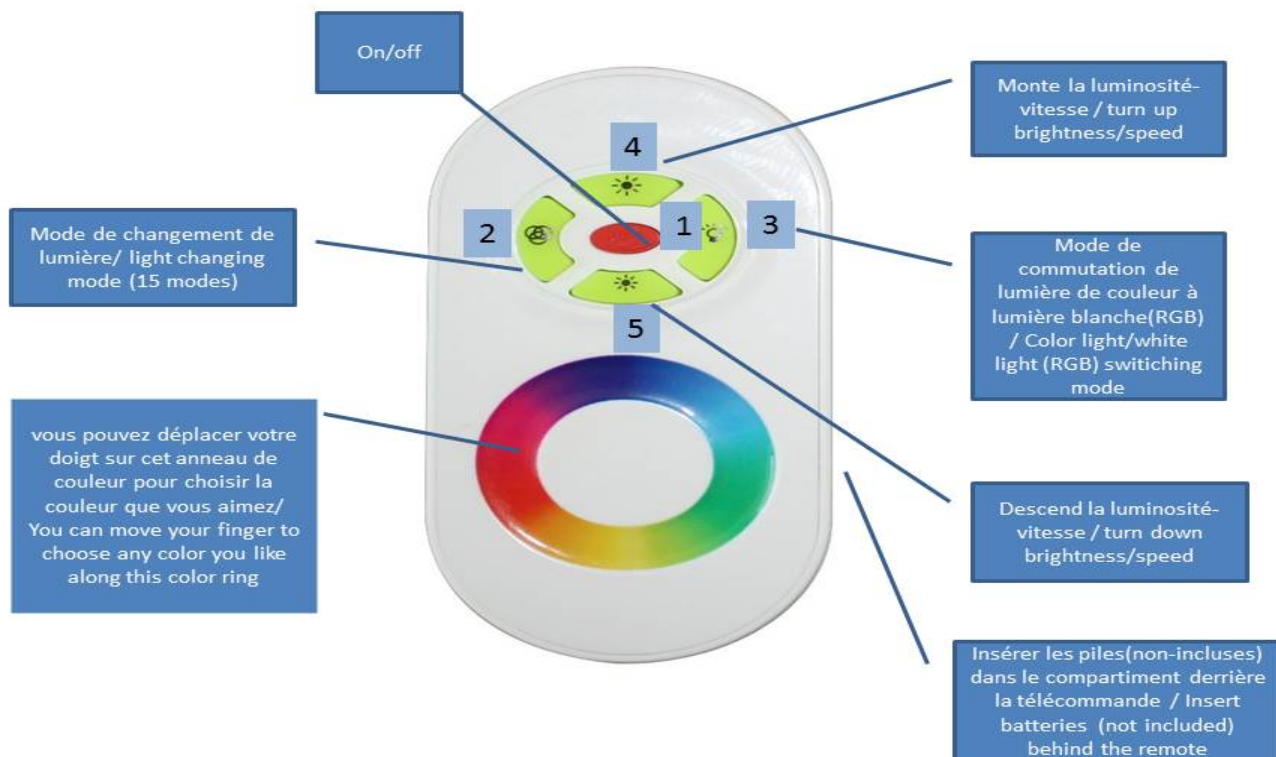 On/off
Monte la luminosité-
vitesse / turn up
brightness/speed
4
2
1
3
5
Mode de changement de
lumière/ light changing
mode (15 modes)
Mode de
commutation de
lumière de couleur à
lumière blanche(RGB)
/ Color light/white
light (RGB) switiching
mode
vous pouvez déplacer votre
doigt sur cet anneau de
couleur pour choisir la
couleur que vous aimez/
You can move your finger to
choose any color you like
along this color ring
Descend la luminosité-
vitesse / turn down
brightness/speed
Insérer les piles(non-incluses)
dans le compartiment derrière
la télécommande / Insert
batteries (not included)
behind the remote